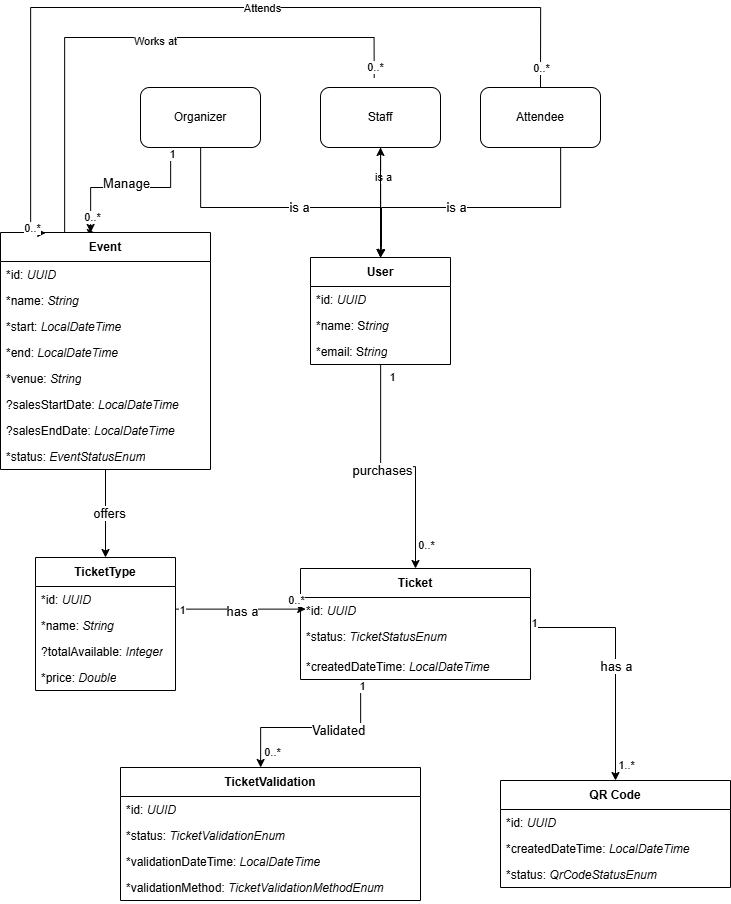 Attends
Works at
0..*
0..*
Organizer
Staff
Attendee
1
Manage
is a
is a
is a
0..*
0..*
Event
*id: UUID
*name: String
*start: LocalDateTime
*end: LocalDateTime
*venue: String
?salesStartDate: LocalDateTime
?salesEndDate: LocalDateTime
*status: EventStatusEnum
User
*id: UUID
*name: String
*email: String
1
purchases
0..*
offers
TicketType
*id: UUID
*name: String
?totalAvailable: Integer
*price: Double
1
has a
0..*
Ticket
*id: UUID
*status: TicketStatusEnum
*createdDateTime: LocalDateTime
1
has a
1..*
1
Validated
0..*
TicketValidation
*id: UUID
*status: TicketValidationEnum
*validationDateTime: LocalDateTime
*validationMethod: TicketValidationMethodEnum
QR Code
*id: UUID
*createdDateTime: LocalDateTime
*status: QrCodeStatusEnum